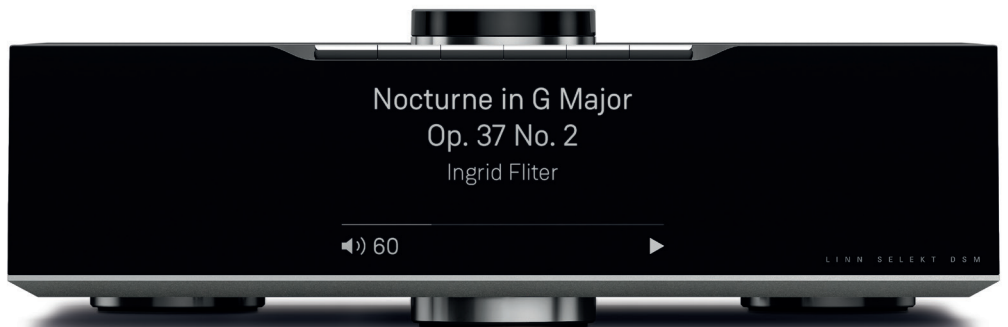 Nocturne in G Major
Op. 37 No. 2
Ingrid Fliter
60
LINN SELEKT DSM